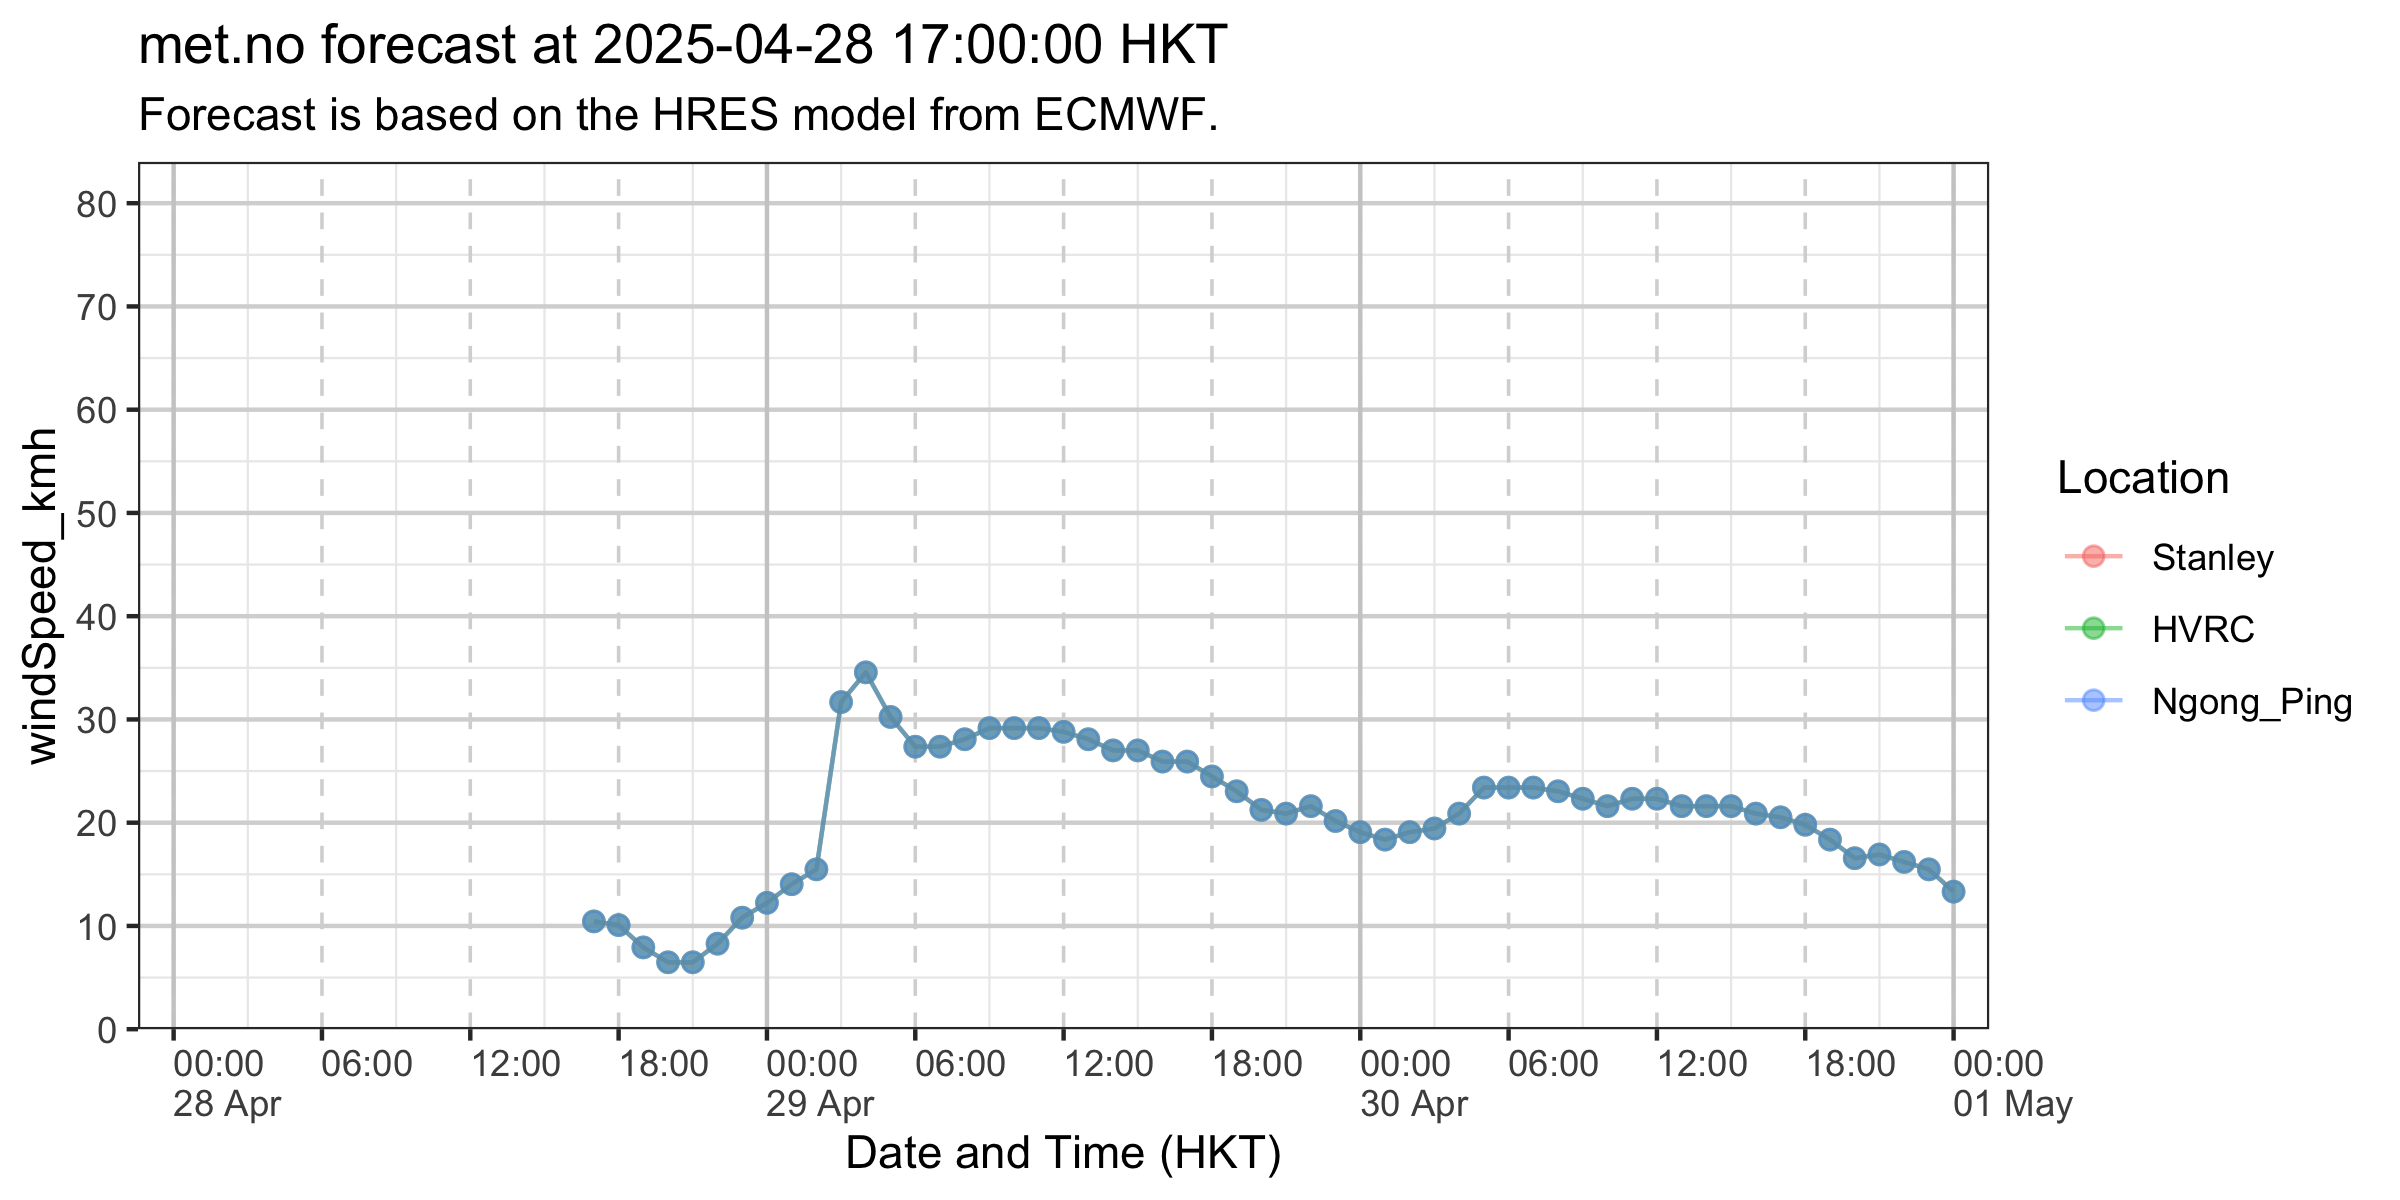 met.no forecast at 2025-04-28 17:00:00 HKT
Forecast is based on the HRES model from ECMWF.
windSpeed_kmh
80
70
60
50
40
30
20
10
0
00:00 06:00 12:00 18:00 00:00 06:00 12:00 18:00 00:00 06:00 12:00 18:00 00:00
28 Apr 29 Apr 30 Apr 01 May
Date and Time (HKT)
Location
Stanley
HVRC
Ngong_Ping